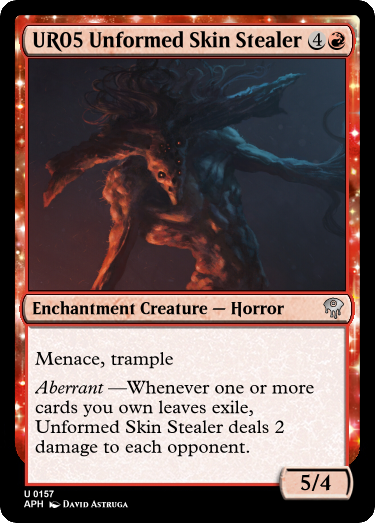 UR05 Unformed Skin Stealer 4
Enchantment Creature — Horror
Menace, trample
Aberrant —Whenever one or more
cards you own leaves exile,
Unformed Skin Stealer deals 2
damage to each opponent.
5/4
U 0157
APH DAVID ASTRUGA